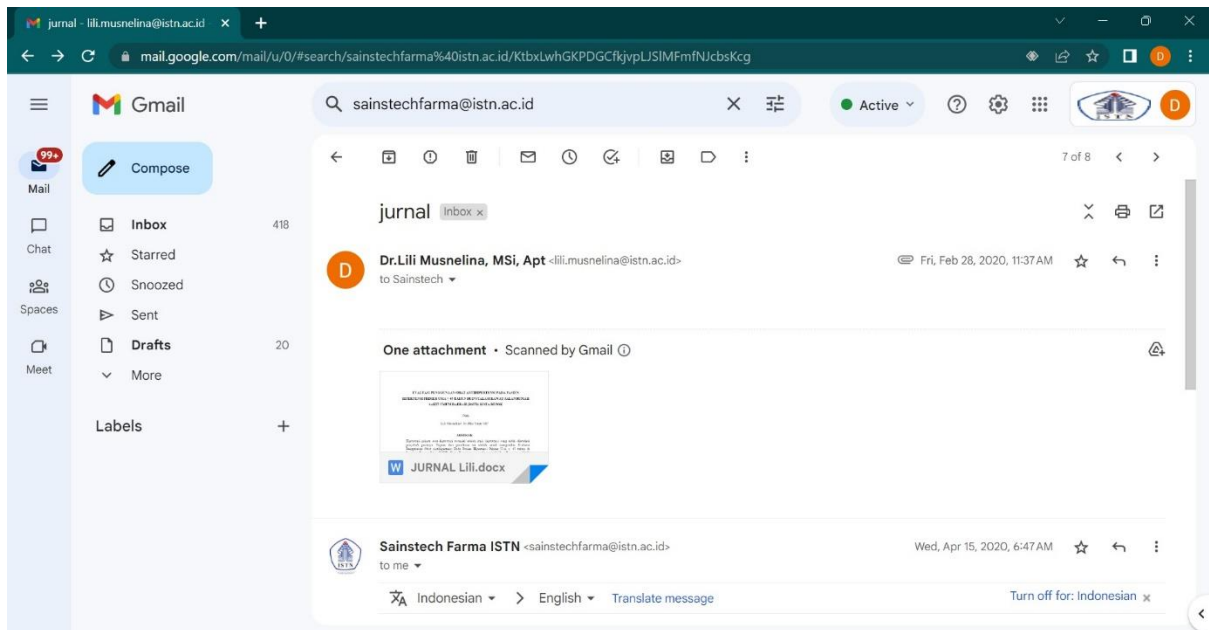 jurnal - lili.musnelina@istn.ac.id
mail.google.com/mail/u/0/#search/sainstechfarma%40istn.ac.id/KtbxLwhGKPDGCfkjvpLJSlMFmfNJcbsKcg
D
Gmail
sainstechfarma@istn.ac.id
Active
ISTN
D
99+
Mail
Compose
7 of 8
Chat
Inbox 418
Starred
Snoozed
Sent
Drafts 20
More
Spaces
Meet
Labels
jurnal Inbox x
D
Dr.Lili Musnelina, MSi, Apt <lili.musnelina@istn.ac.id> Fri, Feb 28, 2020, 11:37 AM
to Sainstech
One attachment • Scanned by Gmail
W JURNAL Lili.docx
ISTN
Sainstech Farma ISTN <sainstechfarma@istn.ac.id> Wed, Apr 15, 2020, 6:47 AM
to me
Indonesian > English Translate message Turn off for: Indonesian x